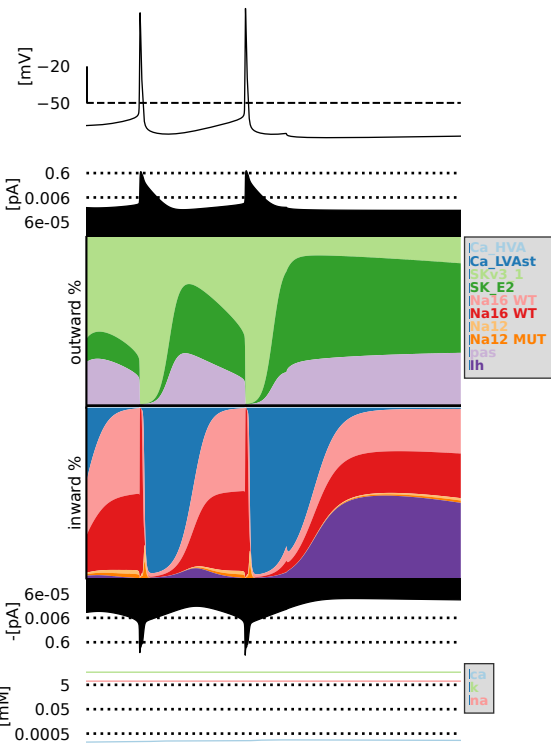 [mV]
−20
−50
[pA]
0.6
0.006
6e-05
outward %
Ca_HVA
Ca_LVAst
SKv3_1
SK_E2
Na16 WT
Na16 WT
Na12
Na12 MUT
pas
Ih
inward %
-[pA]
6e-05
0.006
0.6
[mM]
5
0.05
0.0005
ca
k
na